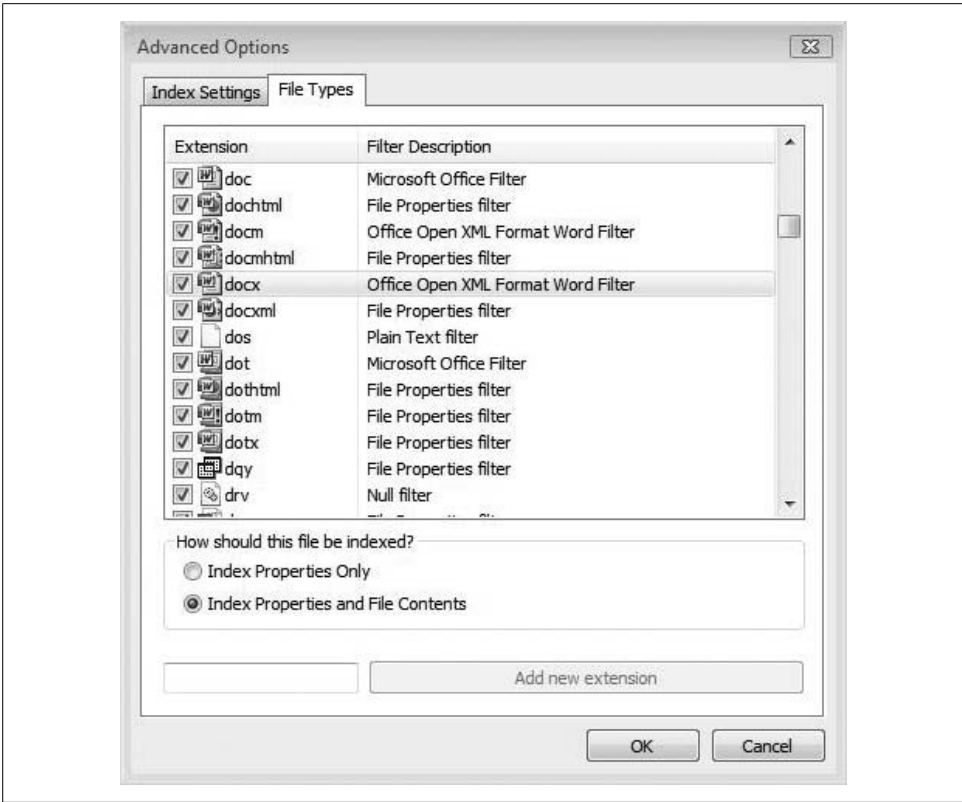 Advanced Options
Index Settings File Types
Extension Filter Description
doc Microsoft Office Filter
dochtml File Properties filter
docm Office Open XML Format Word Filter
docmhtml File Properties filter
docx Office Open XML Format Word Filter
docxml File Properties filter
dos Plain Text filter
dot Microsoft Office Filter
dothtml File Properties filter
dotm File Properties filter
dotx File Properties filter
dqy File Properties filter
drv Null filter
How should this file be indexed?
Index Properties Only
Index Properties and File Contents
Add new extension
OK Cancel